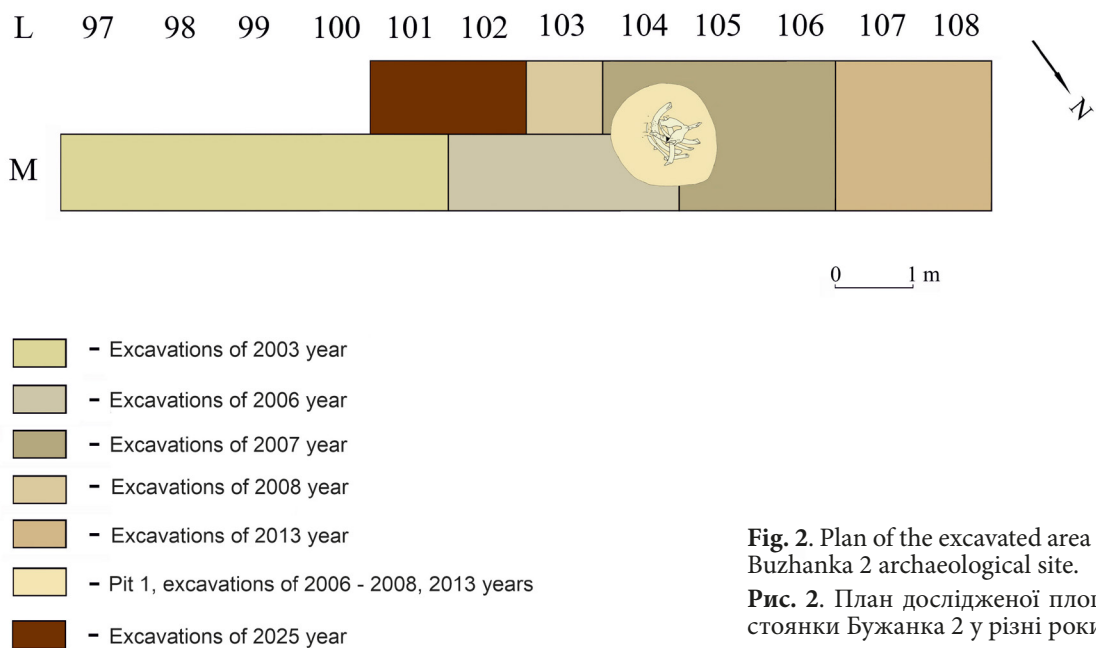 L 97 98 99 100 101 102 103 104 105 106 107 108
N
M
0 1 m
- Excavations of 2003 year
- Excavations of 2006 year
- Excavations of 2007 year
- Excavations of 2008 year
- Excavations of 2013 year
- Pit 1, excavations of 2006 - 2008, 2013 years
- Excavations of 2025 year
Fig. 2. Plan of the excavated area
Buzhanka 2 archaeological site.
Рис. 2. План дослідженої площ
стоянки Бужанка 2 у різні роки